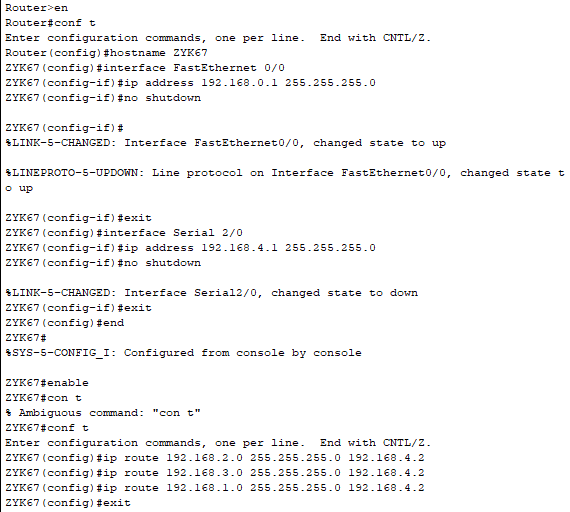 Router>en
Router#conf t
Enter configuration commands, one per line.  End with CNTL/Z.
Router(config)#hostname ZYK67
ZYK67(config)#interface FastEthernet 0/0
ZYK67(config-if)#ip address 192.168.0.1 255.255.255.0
ZYK67(config-if)#no shutdown
ZYK67(config-if)#
%LINK-5-CHANGED: Interface FastEthernet0/0, changed state to up
%LINEPROTO-5-UPDOWN: Line protocol on Interface FastEthernet0/0, changed state t
o up
ZYK67(config-if)#exit
ZYK67(config)#interface Serial 2/0
ZYK67(config-if)#ip address 192.168.4.1 255.255.255.0
ZYK67(config-if)#no shutdown
%LINK-5-CHANGED: Interface Serial2/0, changed state to down
ZYK67(config-if)#exit
ZYK67(config)#end
ZYK67#
%SYS-5-CONFIG_I: Configured from console by console
ZYK67#enable
ZYK67#con t
% Ambiguous command: "con t"
ZYK67#conf t
Enter configuration commands, one per line.  End with CNTL/Z.
ZYK67(config)#ip route 192.168.2.0 255.255.255.0 192.168.4.2
ZYK67(config)#ip route 192.168.3.0 255.255.255.0 192.168.4.2
ZYK67(config)#ip route 192.168.1.0 255.255.255.0 192.168.4.2
ZYK67(config)#exit